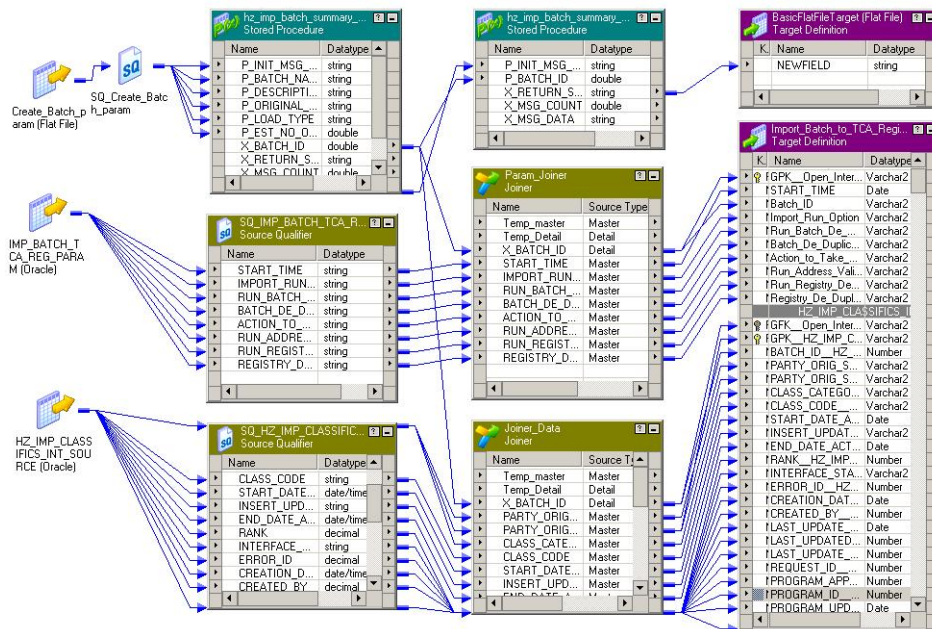 hz_imp_batch_summary_...
Stored Procedure
Name Datatype
P_INIT_MSG_... string
P_BATCH_NA... string
P_DESCRIPTI... string
P_ORIGINAL_... string
P_LOAD_TYPE string
P_EST_NO_O... double
X_BATCH_ID double
X_RETURN_S... string
X_MSG_COUNT double
hz_imp_batch_summary_...
Stored Procedure
Name Datatype
P_INIT_MSG_... string
P_BATCH_ID double
X_RETURN_S... string
X_MSG_COUNT double
X_MSG_DATA string
BasicFlatFileTarget (Flat File)
Target Definition
K. Name Datatype
NEWFIELD string
Create_Batch_p
aram (Flat File)
SQ
SQ_Create_Batc
h_param
IMP_BATCH_T
CA_REG_PARA
M (Oracle)
SQ_IMP_BATCH_TCA_R...
Source Qualifier
Name Datatype
START_TIME string
IMPORT_RUN... string
RUN_BATCH_... string
BATCH_DE_D... string
ACTION_TO_... string
RUN_ADDRE... string
RUN_REGIST... string
REGISTRY_D... string
Param_Joiner
Joiner
Name Source Type
Temp_master Master
Temp_Detail Detail
X_BATCH_ID Detail
START_TIME Master
IMPORT_RUN... Master
RUN_BATCH_... Master
BATCH_DE_D... Master
ACTION_TO_... Master
RUN_ADDRE... Master
RUN_REGIST... Master
REGISTRY_D... Master
Import_Batch_to_TCA_Regi...
Target Definition
K. Name Datatype
GPK__Open_Inter... Varchar2
START_TIME Date
Batch_ID Varchar2
Import_Run_Option Varchar2
Run_Batch_De_... Varchar2
Batch_De_Duplic... Varchar2
Action_to_Take_... Varchar2
Run_Address_Vali... Varchar2
Run_Registry_De... Varchar2
Registry_De_Dupl... Varchar2
HZ_IMP_CLASSIFICS_I
GFK__Open_Inter... Varchar2
GPK__HZ_IMP_C... Varchar2
BATCH_ID__HZ_... Number
PARTY_ORIG_S... Varchar2
PARTY_ORIG_S... Varchar2
CLASS_CATEGO... Varchar2
CLASS_CODE__... Varchar2
START_DATE_A... Date
INSERT_UPDAT... Varchar2
END_DATE_ACT... Date
RANK__HZ_IMP... Number
INTERFACE_STA... Varchar2
ERROR_ID__HZ... Number
CREATION_DAT... Date
CREATED_BY__... Number
LAST_UPDATE_... Date
LAST_UPDATED... Number
LAST_UPDATE_... Number
REQUEST_ID__... Number
PROGRAM_APP... Number
PROGRAM_ID__... Number
PROGRAM_UPD... Date
HZ_IMP_CLASS
IFICS_INT_SOU
RCE (Oracle)
SQ_HZ_IMP_CLASSIFIC...
Source Qualifier
Name Datatype
CLASS_CODE string
START_DATE... date/time
INSERT_UPD... string
END_DATE_A... date/time
RANK decimal
INTERFACE_... string
ERROR_ID decimal
CREATION_D... date/time
CREATED_BY decimal
Joiner_Data
Joiner
Name Source T
Temp_master Master
Temp_Detail Detail
X_BATCH_ID Detail
PARTY_ORIG... Master
PARTY_ORIG... Master
CLASS_CATE... Master
CLASS_CODE Master
START_DATE... Master
INSERT_UPD... Master